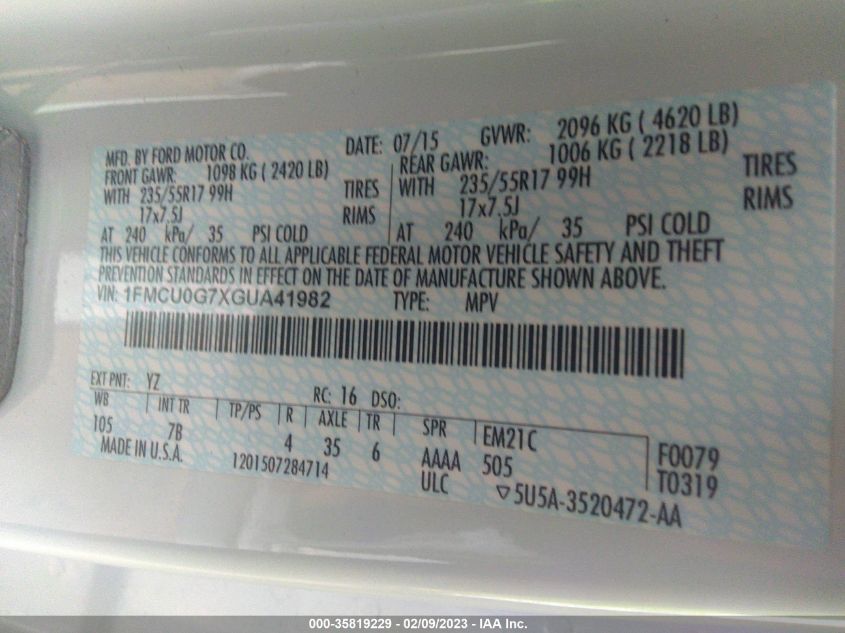 MFD. BY FORD MOTOR CO. DATE: 07/15 GVWR: 2096 KG ( 4620 LB)
FRONT GAWR: 1098 KG ( 2420 LB) REAR GAWR: 1006 KG ( 2218 LB)
WITH 235/55R17 99H TIRES WITH 235/55R17 99H TIRES
17x7.5J RIMS 17x7.5J RIMS
AT 240 kPa/ 35 PSI COLD AT 240 kPa/ 35 PSI COLD
THIS VEHICLE CONFORMS TO ALL APPLICABLE FEDERAL MOTOR VEHICLE SAFETY AND THEFT
PREVENTION STANDARDS IN EFFECT ON THE DATE OF MANUFACTURE SHOWN ABOVE.
VIN: 1FMCU0G7XGUA41982 TYPE: MPV
EXT PNT: YZ RC: 16 DSO:
WB INT TR TP/PS R AXLE TR SPR EM21C
105 7B 4 35 6 AAAA 505 F0079
MADE IN U.S.A. 1201507284714 ULC ▽5U5A-3520472-AA T0319
000-35819229 - 02/09/2023 - IAA Inc.